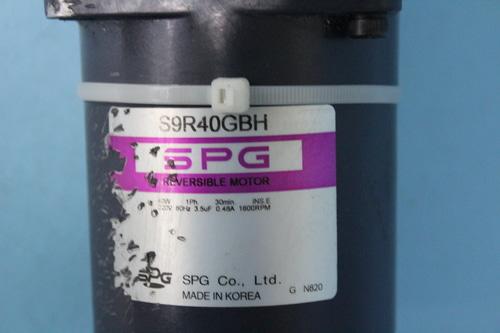 S9R40GBH
SPG
REVERSIBLE MOTOR
40W 1Ph. 30min. INS.E
60Hz 3.5uF 0.48A 1600RPM
SPG SPG Co., Ltd.
MADE IN KOREA G N820